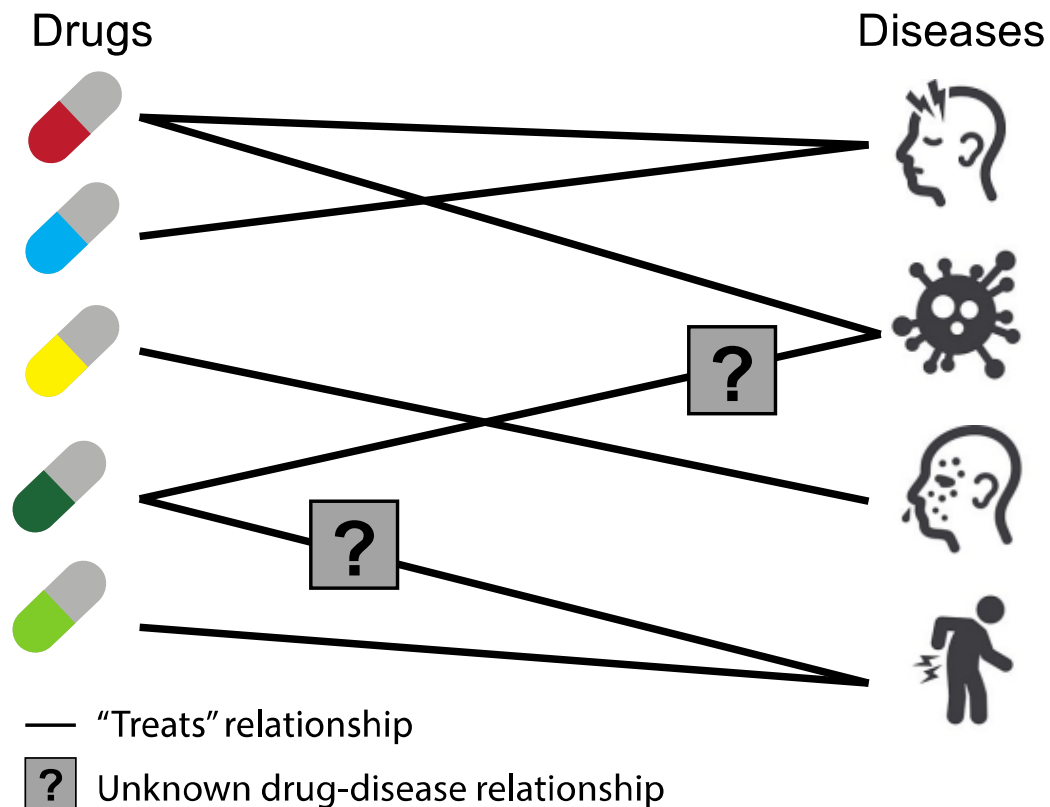 Drugs
Diseases
?
?
“Treats” relationship
? Unknown drug-disease relationship